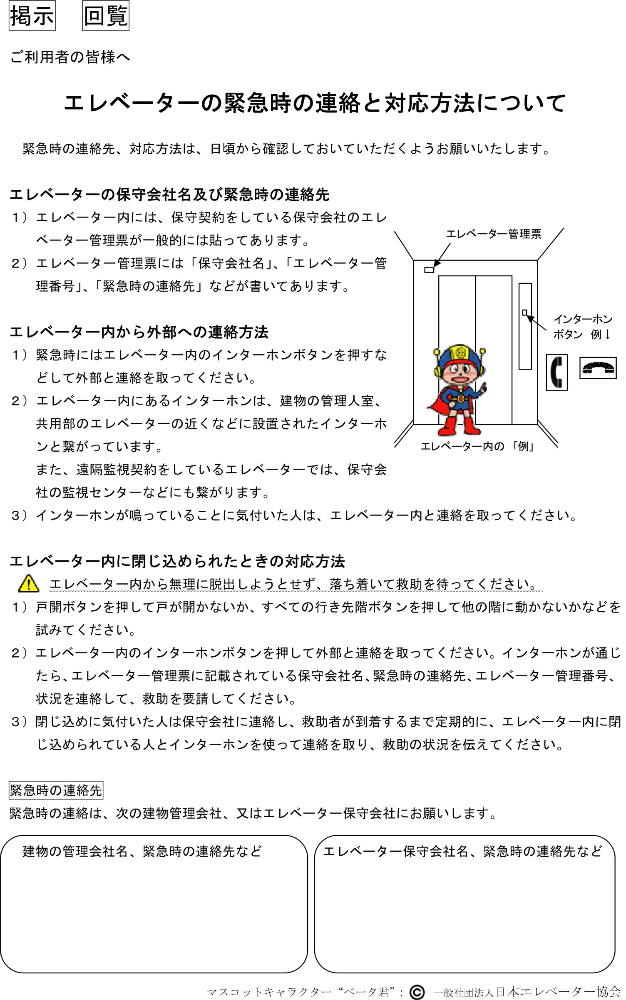 掲示　回覧
ご利用者の皆様へ
エレベーターの緊急時の連絡と対応方法について
緊急時の連絡先、対応方法は、日頃から確認しておいていただくようお願いいたします。
エレベーターの保守会社名及び緊急時の連絡先
１）エレベーター内には、保守契約をしている保守会社のエレ
ベーター管理票が一般的には貼ってあります。
２）エレベーター管理票には「保守会社名」、「エレベーター管
理番号」、「緊急時の連絡先」などが書いてあります。
エレベーター管理票
インターホン
ボタン　例↓
エレベーター内の「例」
エレベーター内から外部への連絡方法
１）緊急時にはエレベーター内のインターホンボタンを押すな
どして外部と連絡を取ってください。
２）エレベーター内にあるインターホンは、建物の管理人室、
共用部のエレベーターの近くなどに設置されたインターホ
ンと繋がっています。
また、遠隔監視契約をしているエレベーターでは、保守会
社の監視センターなどにも繋がります。
３）インターホンが鳴っていることに気付いた人は、エレベーター内と連絡を取ってください。
エレベーター内に閉じ込められたときの対応方法
エレベーター内から無理に脱出しようとせず、落ち着いて救助を待ってください。
１）戸開ボタンを押して戸が開かないか、すべての行き先階ボタンを押して他の階に動かないかなどを
試みてください。
２）エレベーター内のインターホンボタンを押して外部と連絡を取ってください。インターホンが通じ
たら、エレベーター管理票に記載されている保守会社名、緊急時の連絡先、エレベーター管理番号、
状況を連絡して、救助を要請してください。
３）閉じ込めに気付いた人は保守会社に連絡し、救助者が到着するまで定期的に、エレベーター内に閉
じ込められている人とインターホンを使って連絡を取り、救助の状況を伝えてください。
緊急時の連絡先
緊急時の連絡は、次の建物管理会社、又はエレベーター保守会社にお願いします。
建物の管理会社名、緊急時の連絡先など
エレベーター保守会社名、緊急時の連絡先など
マスコットキャラクター“ベータ君”：©　一般社団法人日本エレベーター協会